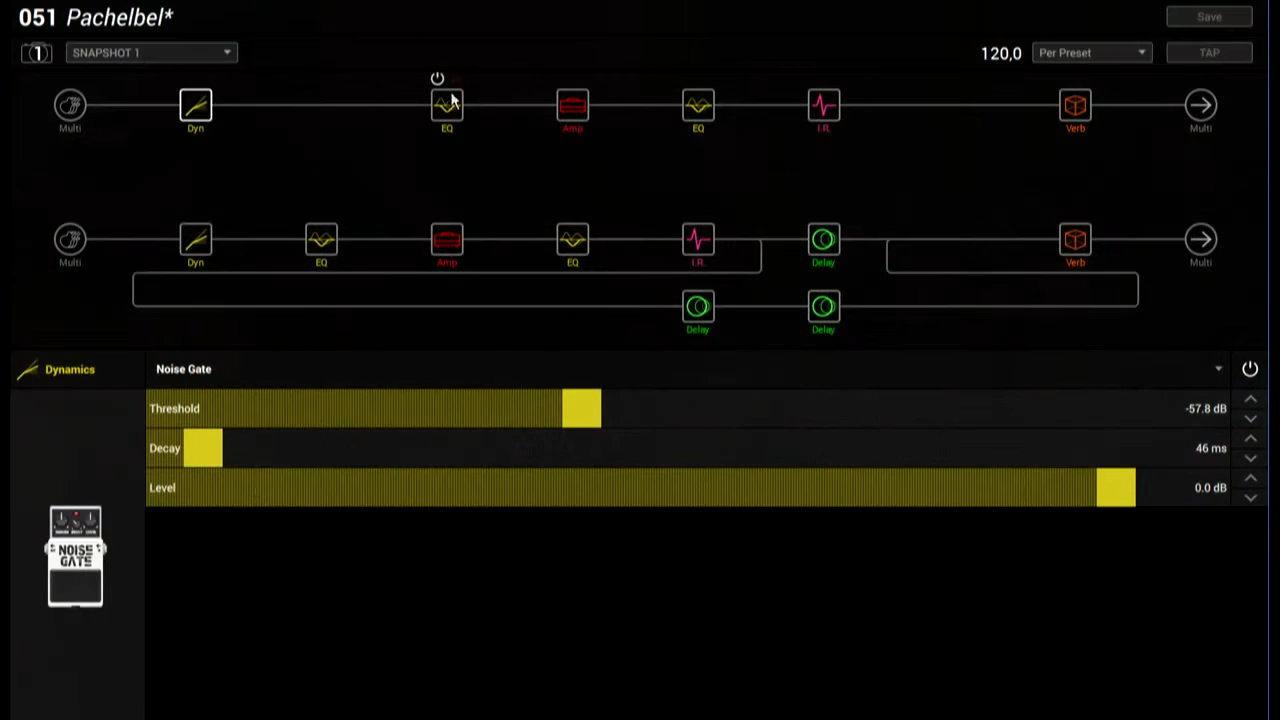 051 Pachelbel*
Save
1
SNAPSHOT 1
120,0
Per Preset
TAP
Multi
Dyn
EQ
Amp
EQ
I.R.
Verb
Multi
Multi
Dyn
EQ
Amp
EQ
I.R.
Delay
Verb
Multi
Delay
Delay
Dynamics
Noise Gate
Threshold
-57.8 dB
Decay
46 ms
Level
0.0 dB
NOISE
GATE